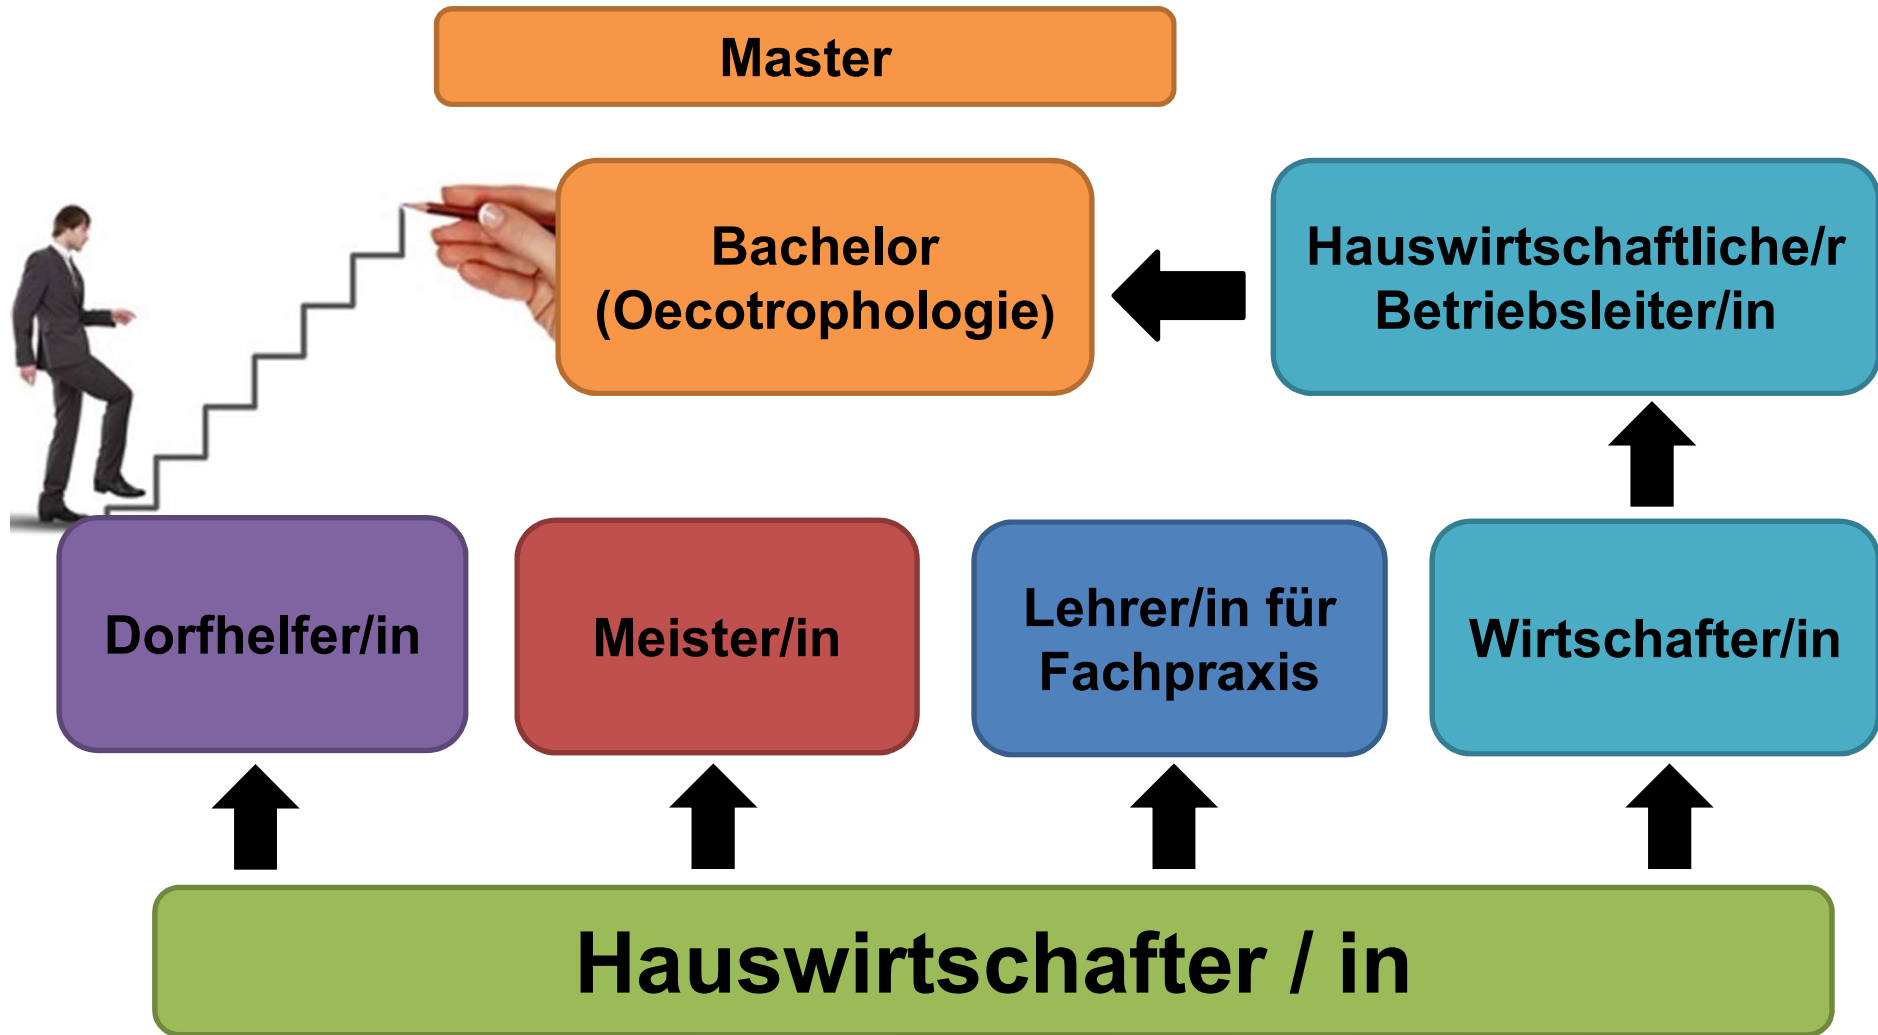 Master
Bachelor
(Oecotrophologie)
Hauswirtschaftliche/r
Betriebsleiter/in
Dorfhelfer/in
Meister/in
Lehrer/in für
Fachpraxis
Wirtschafter/in
Hauswirtschafter / in